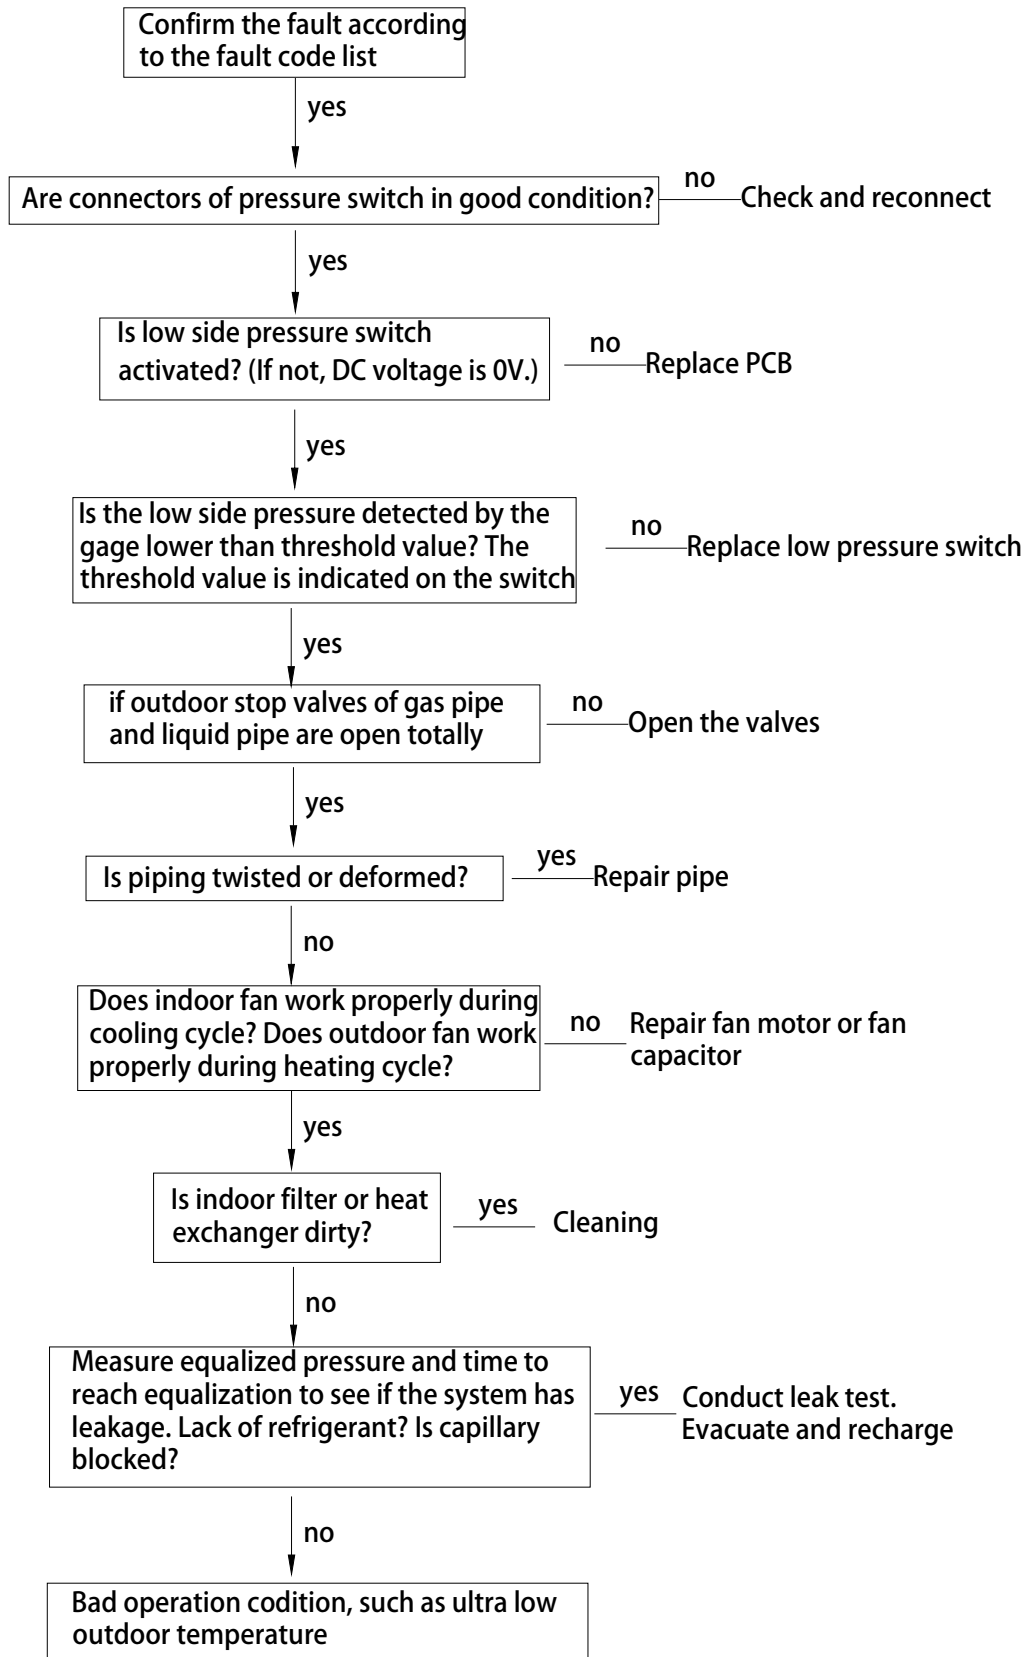 Confirm the fault according
to the fault code list
yes
Are connectors of pressure switch in good condition?
no
Check and reconnect
yes
Is low side pressure switch
activated? (If not, DC voltage is 0V.)
no
Replace PCB
yes
Is the low side pressure detected by the
gage lower than threshold value? The
threshold value is indicated on the switch
no
Replace low pressure switch
yes
if outdoor stop valves of gas pipe
and liquid pipe are open totally
no
Open the valves
yes
Is piping twisted or deformed?
yes
Repair pipe
no
Does indoor fan work properly during
cooling cycle? Does outdoor fan work
properly during heating cycle?
no
Repair fan motor or fan
capacitor
yes
Is indoor filter or heat
exchanger dirty?
yes
Cleaning
no
Measure equalized pressure and time to
reach equalization to see if the system has
leakage. Lack of refrigerant? Is capillary
blocked?
yes
Conduct leak test.
Evacuate and recharge
no
Bad operation codition, such as ultra low
outdoor temperature